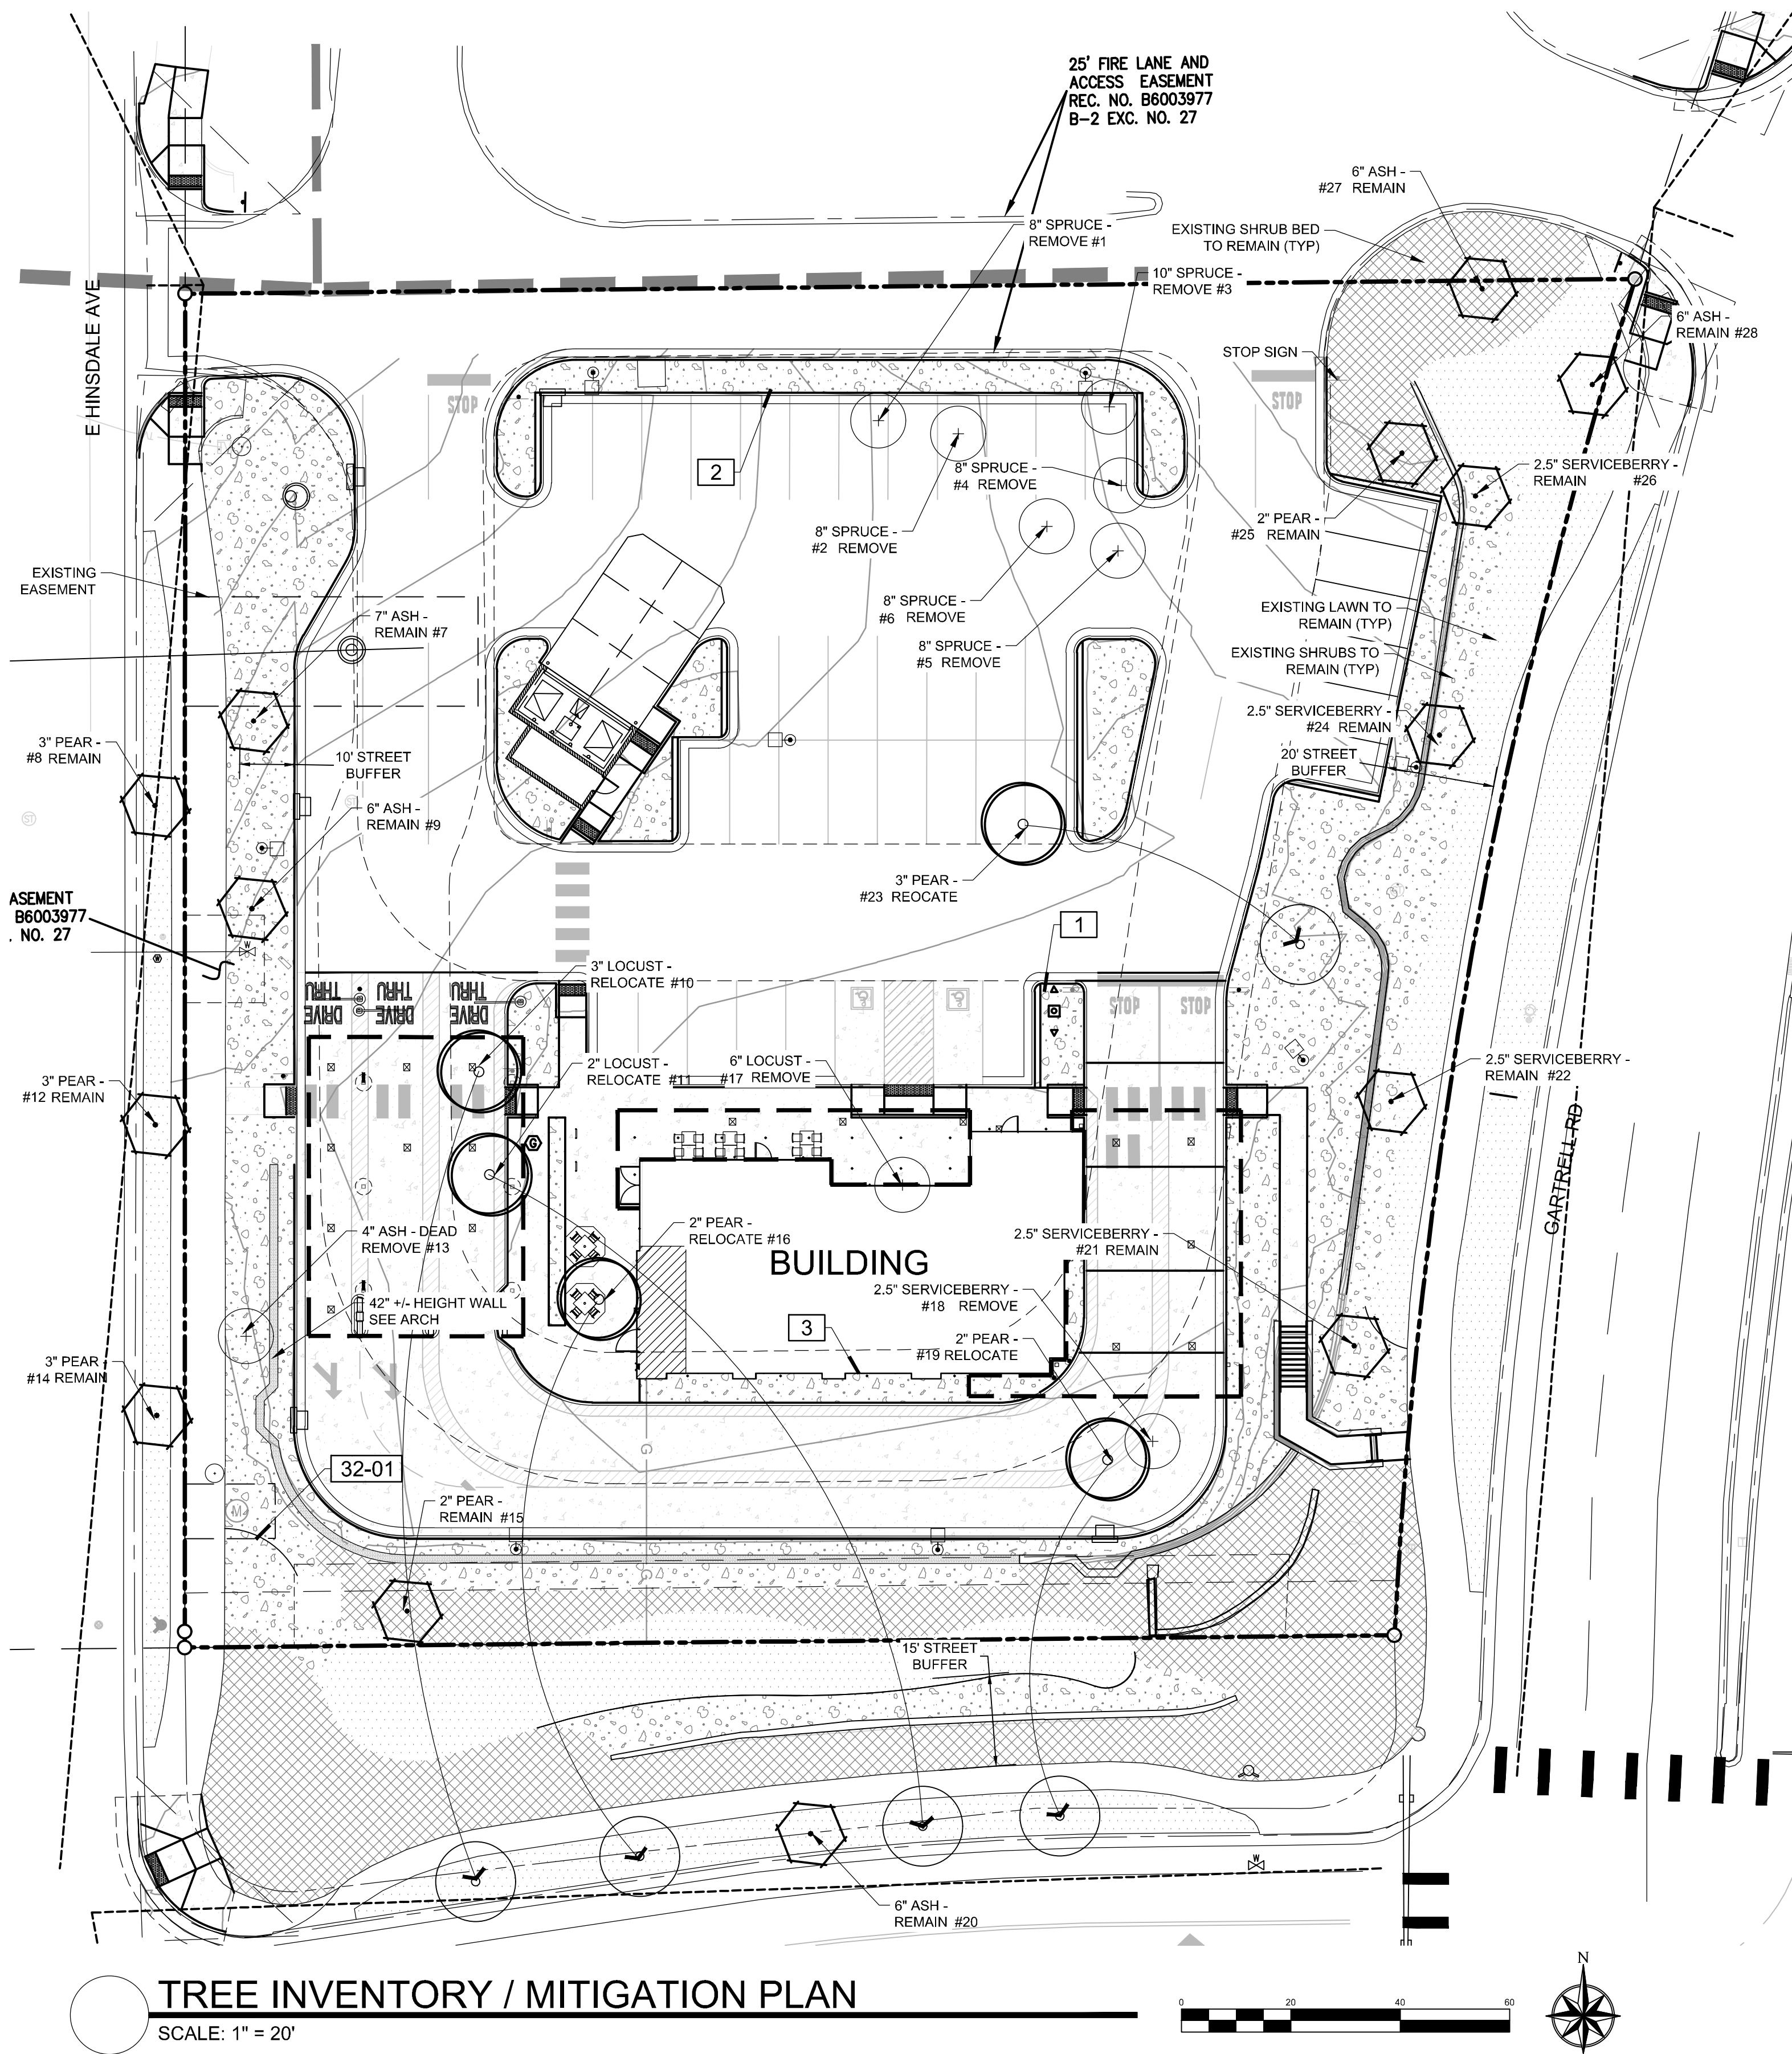 25' FIRE LANE AND
ACCESS EASEMENT
REC. NO. B6003977
B-2 EXC. NO. 27
6" ASH -
#27 REMAIN
8" SPRUCE -
REMOVE #1
EXISTING SHRUB BED
TO REMAIN (TYP)
10" SPRUCE -
REMOVE #3
E HINSDALE AVE
6" ASH -
REMAIN #28
STOP SIGN
STOP
STOP
2
8" SPRUCE -
#4 REMOVE
2.5" SERVICEBERRY -
REMAIN #26
8" SPRUCE -
#2 REMOVE
2" PEAR -
#25 REMAIN
EXISTING
EASEMENT
8" SPRUCE -
#6 REMOVE
EXISTING LAWN TO
REMAIN (TYP)
7" ASH -
REMAIN #7
8" SPRUCE -
#5 REMOVE
EXISTING SHRUBS TO
REMAIN (TYP)
2.5" SERVICEBERRY -
#24 REMAIN
3" PEAR -
#8 REMAIN
10' STREET
BUFFER
20' STREET
BUFFER
ST
ST
6" ASH -
REMAIN #9
3" PEAR -
#23 REOCATE
ASEMENT
B6003977
. NO. 27
W
1
3" LOCUST -
RELOCATE #10
DRIVE
THRU
DRIVE
THRU
DRIVE
THRU
STOP
STOP
2" LOCUST -
RELOCATE #11
6" LOCUST -
#17 REMOVE
2.5" SERVICEBERRY -
REMAIN #22
3" PEAR -
#12 REMAIN
G
GARTRELL RD
4" ASH - DEAD
REMOVE #13
2" PEAR -
RELOCATE #16
2.5" SERVICEBERRY -
#21 REMAIN
BUILDING
2.5" SERVICEBERRY -
#18 REMOVE
42" +/- HEIGHT WALL
SEE ARCH
3
2" PEAR -
#19 RELOCATE
3" PEAR -
#14 REMAIN
G
32-01
2" PEAR -
REMAIN #15
M
G
15' STREET
BUFFER
W
6" ASH -
REMAIN #20
N
TREE INVENTORY / MITIGATION PLAN
0 20 40 60
SCALE: 1" = 20'